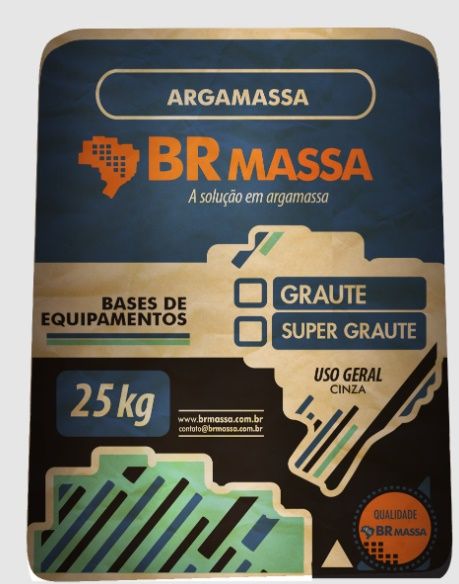 ARGAMASSA
BR MASSA
A solução em argamassa
BASES DE
EQUIPAMENTOS
GRAUTE
SUPER GRAUTE
USO GERAL
CINZA
25 kg
www.brmassa.com.br
contato@brmassa.com.br
QUALIDADE
BR MASSA